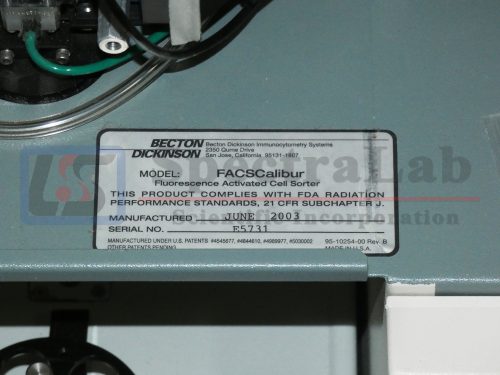 BECTON DICKINSON Becton Dickinson Immunocytometry Systems
2350 Qume Drive
San Jose, California 95131-1807
MODEL: FACSCalibur
Fluorescence Activated Cell Sorter
THIS PRODUCT COMPLIES WITH FDA RADIATION
PERFORMANCE STANDARDS, 21 CFR SUBCHAPTER J.
MANUFACTURED JUNE 2003
SERIAL NO. E5731
MANUFACTURED UNDER U.S. PATENTS #4545677, #4844610, #4989977, #5030002
OTHER PATENTS PENDING
95-10254-00 Rev. B
MADE IN U.S.A.
SpectraLab
Scientific Incorporation